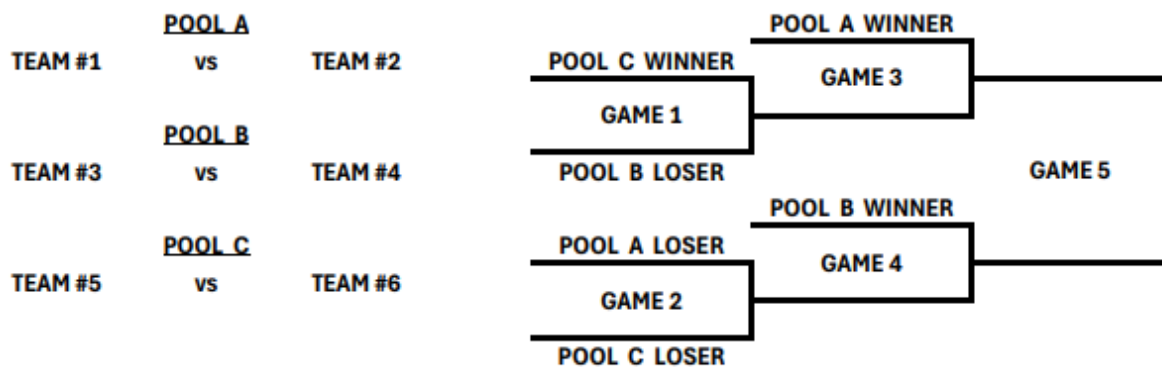 POOL A
TEAM #1 vs TEAM #2
POOL B
TEAM #3 vs TEAM #4
POOL C
TEAM #5 vs TEAM #6
POOL C WINNER
GAME 1
POOL B LOSER
POOL A WINNER
GAME 3
POOL A LOSER
GAME 2
POOL C LOSER
POOL B WINNER
GAME 4
GAME 5